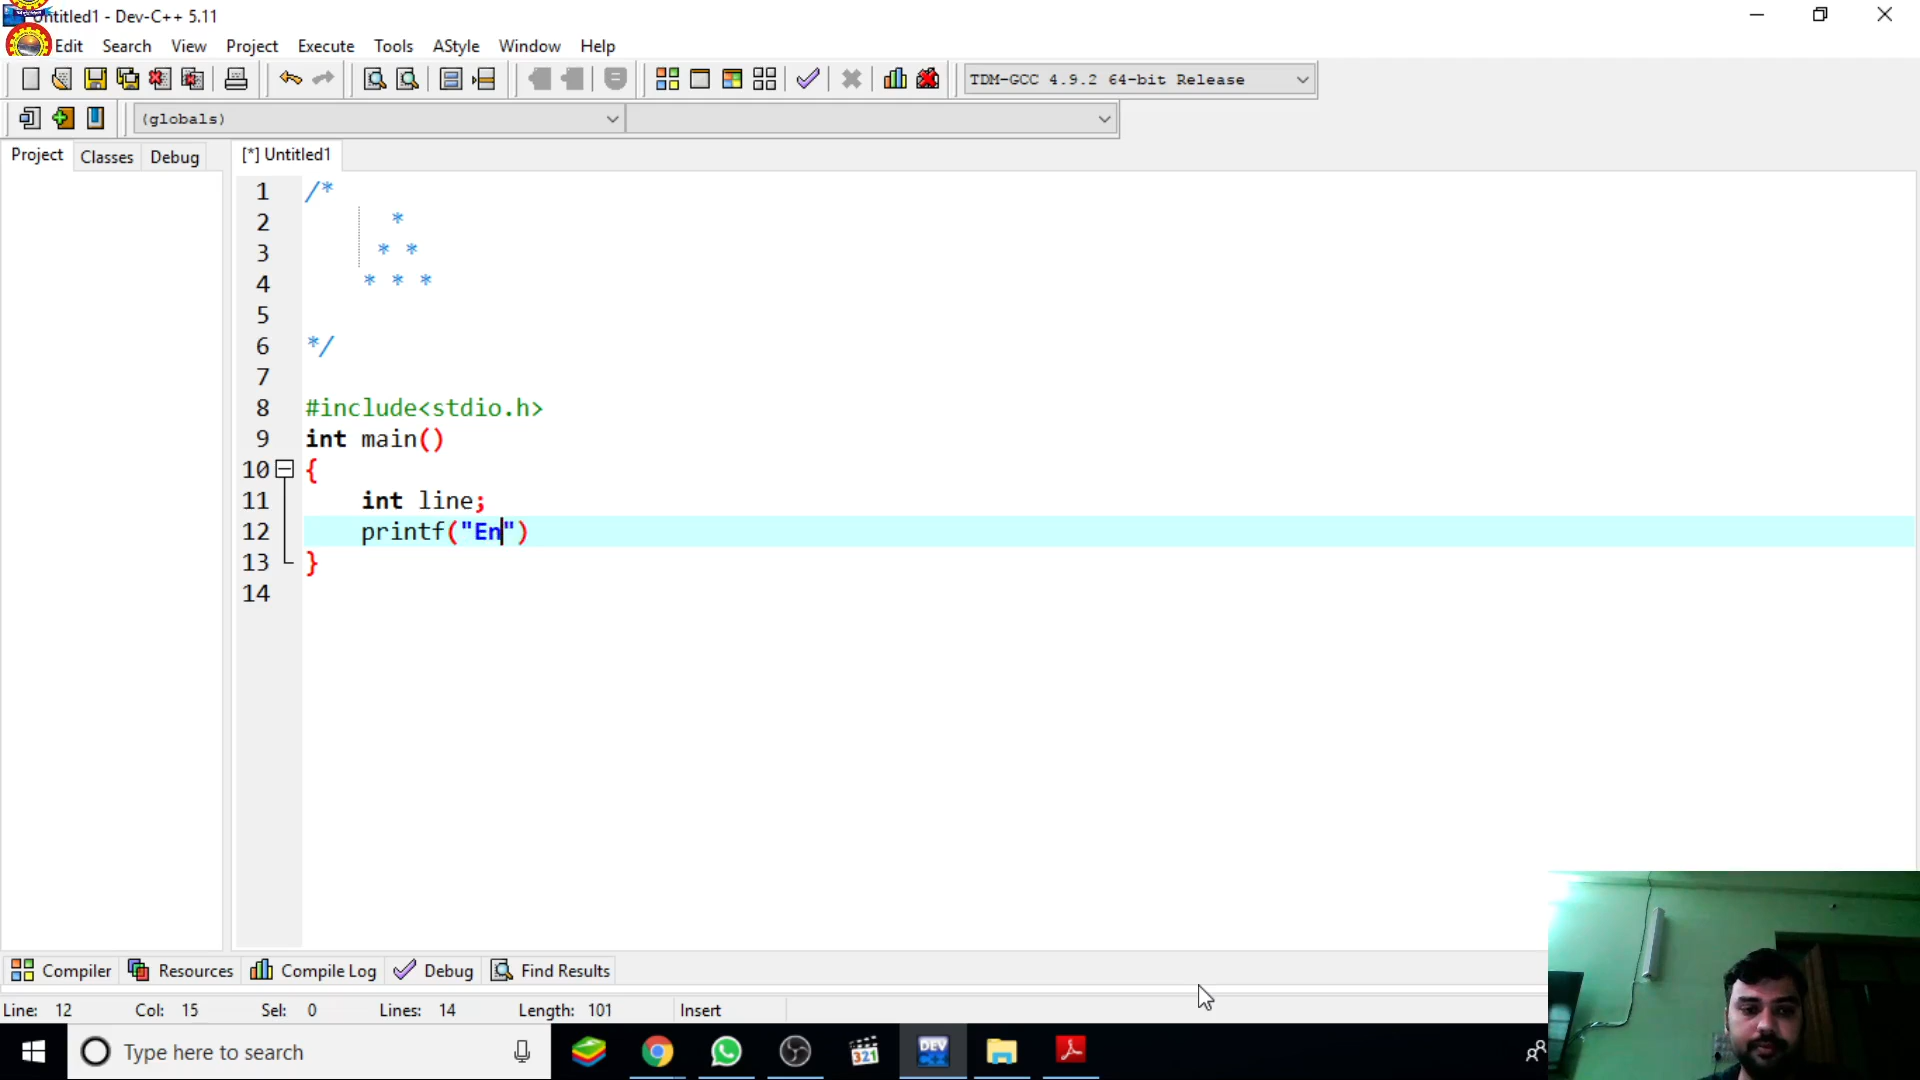 Untitled1 - Dev-C++ 5.11
Edit Search View Project Execute Tools AStyle Window Help
TDM-GCC 4.9.2 64-bit Release
(globals)
Project Classes Debug [*] Untitled1
1 /*
2 *
3 * *
4 * * *
5
6 */
7
8 #include<stdio.h>
9 int main()
10 {
11 int line;
12 printf("En")
13 }
14
Compiler Resources Compile Log Debug Find Results
Line: 12 Col: 15 Sel: 0 Lines: 14 Length: 101 Insert
Type here to search
321
DEV
C++